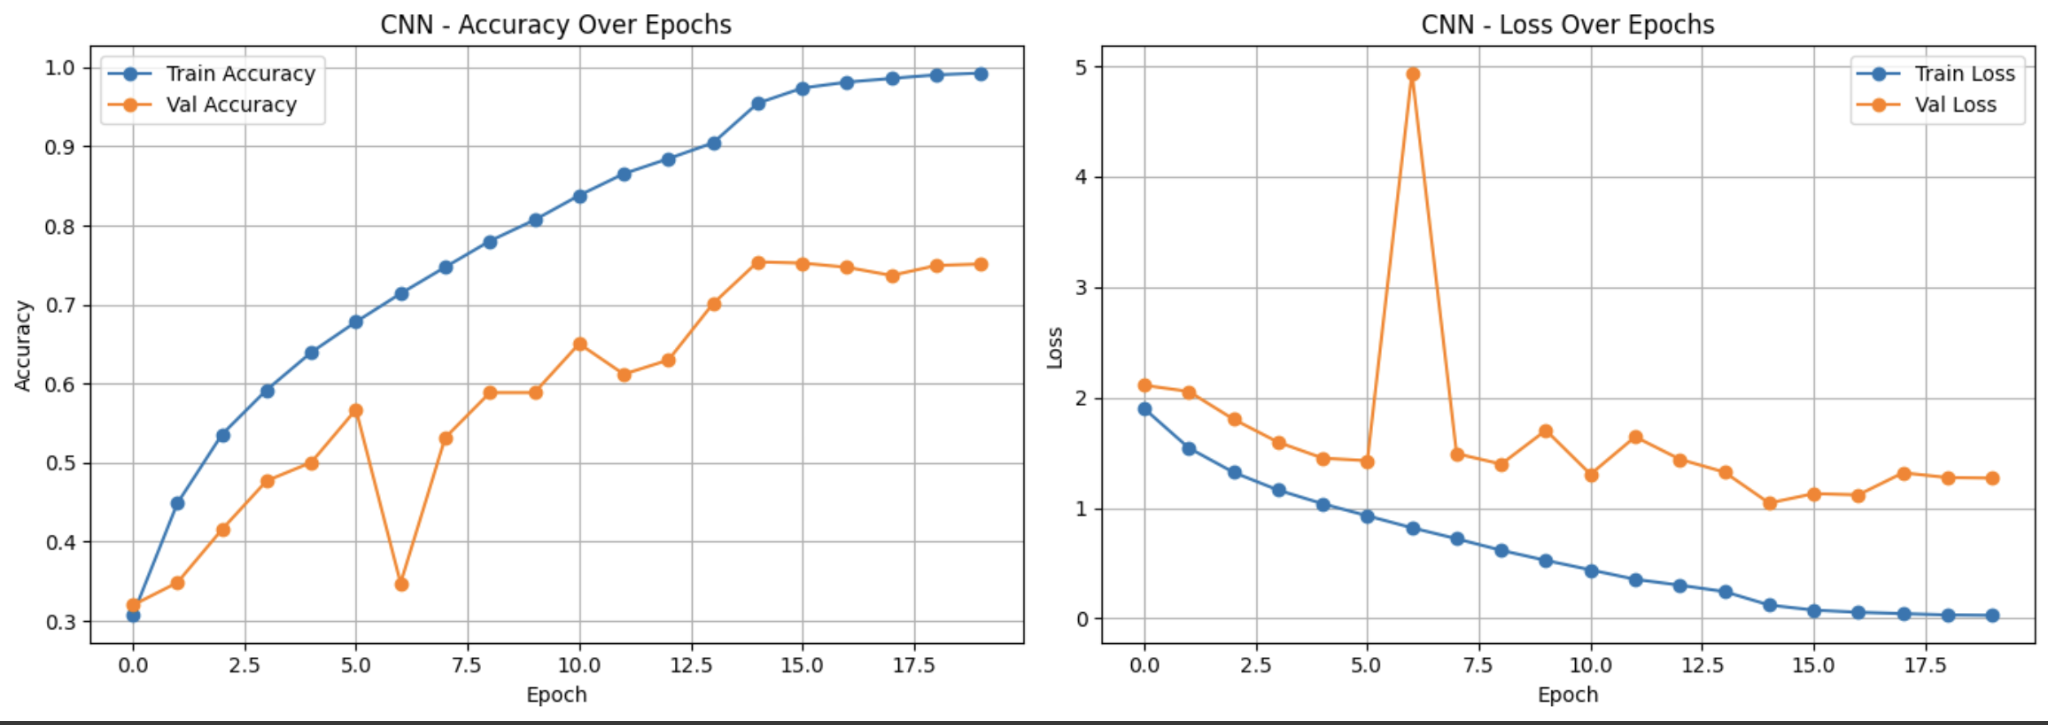 CNN - Accuracy Over Epochs
Train Accuracy
Val Accuracy
1.0
0.9
0.8
0.7
0.6
0.5
0.4
0.3
Accuracy
0.0 2.5 5.0 7.5 10.0 12.5 15.0 17.5
Epoch
CNN - Loss Over Epochs
Train Loss
Val Loss
5
4
3
2
1
0
Loss
0.0 2.5 5.0 7.5 10.0 12.5 15.0 17.5
Epoch